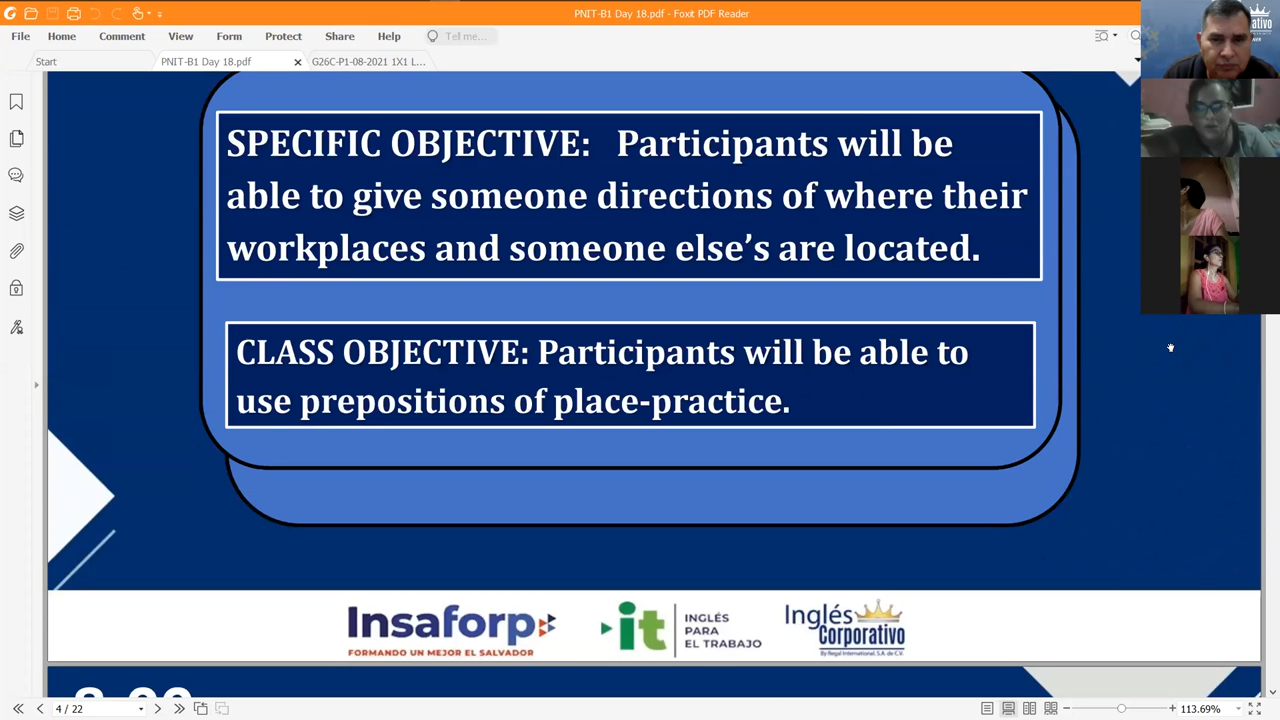 PNIT-B1 Day 18.pdf - Foxit PDF Reader
File Home Comment View Form Protect Share Help Tell me...
Start PNIT-B1 Day 18.pdf G26C-P1-08-2021 1X1 L...
SPECIFIC OBJECTIVE: Participants will be
able to give someone directions of where their
workplaces and someone else’s are located.
CLASS OBJECTIVE: Participants will be able to
use prepositions of place-practice.
Insaforp
FORMANDO UN MEJOR EL SALVADOR
it
INGLÉS
PARA
EL TRABAJO
Inglés
Corporativo
By Regal International, S.A. de C.V.
4 / 22
113.69%